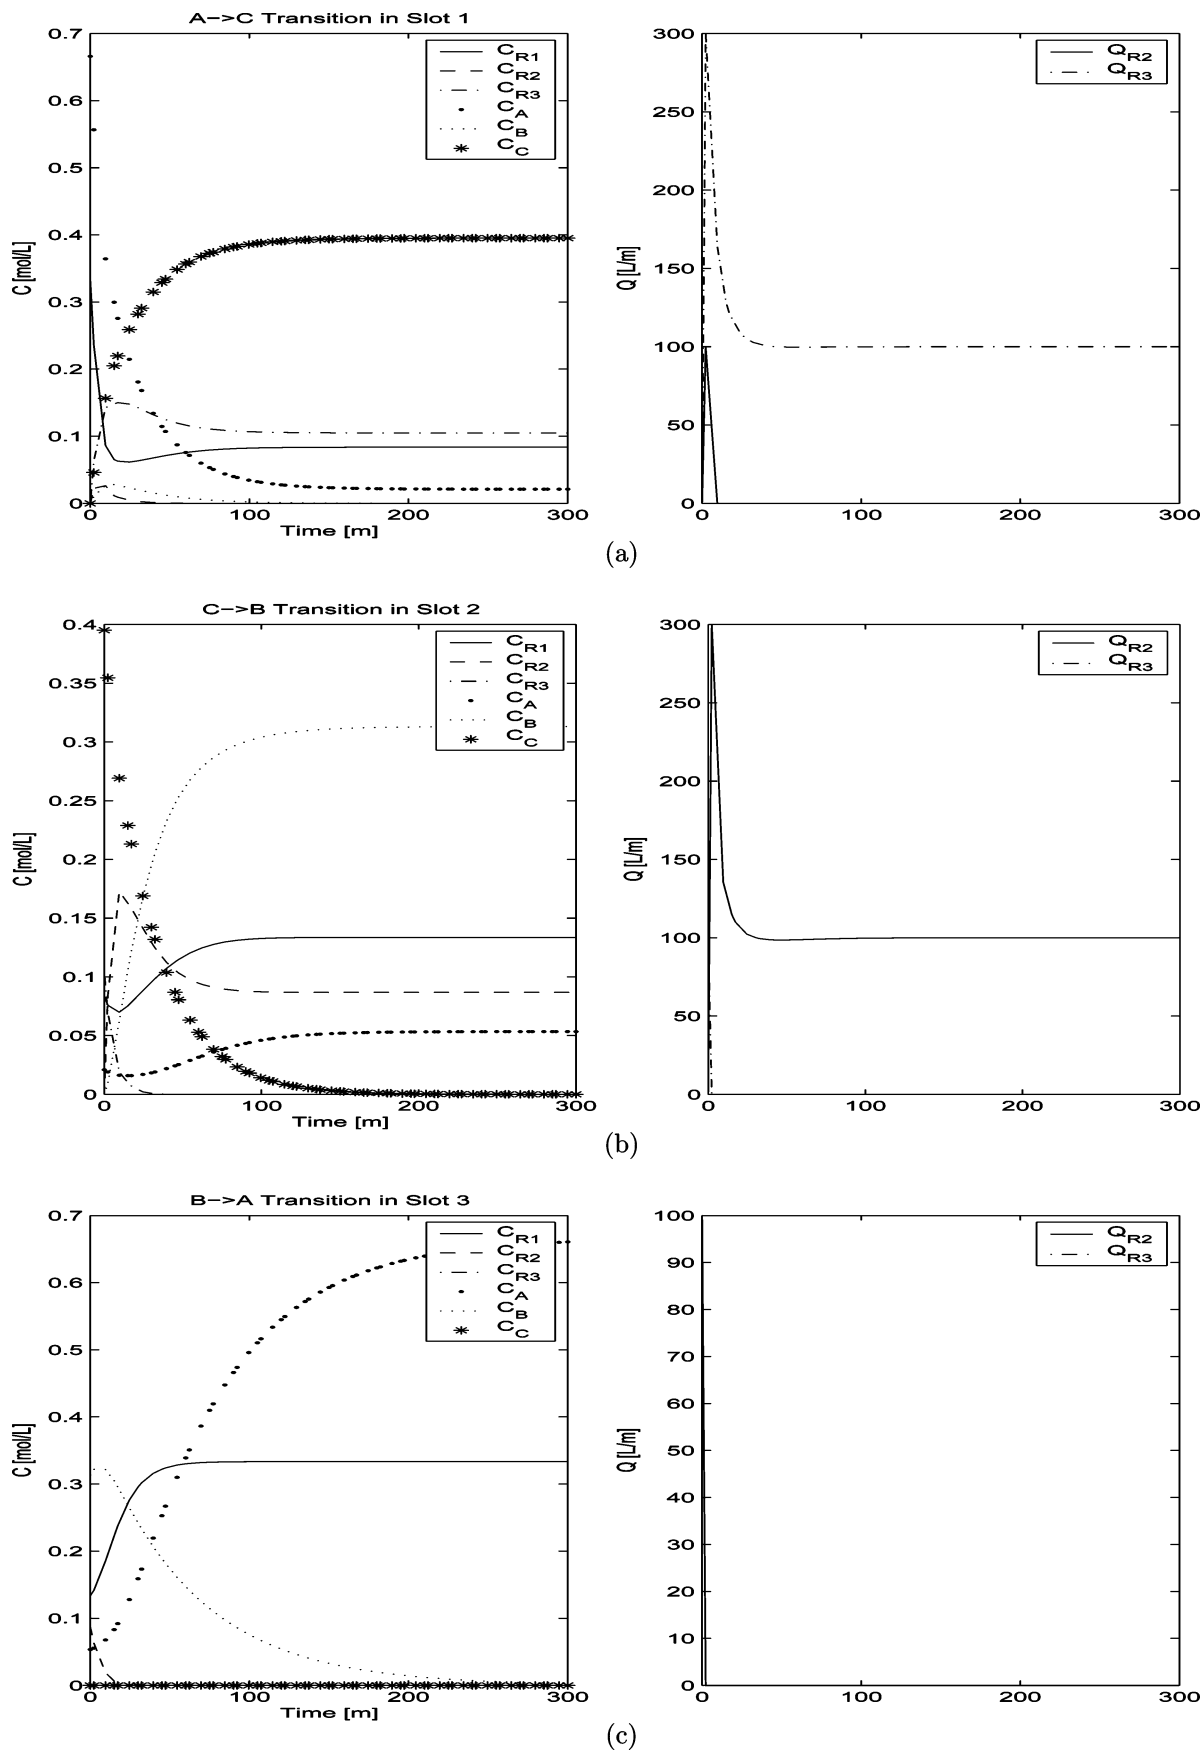 A->C Transition in Slot 1
0.7
0.6
0.5
0.4
0.3
0.2
0.1
0
C [mol/L]
0 100 200 300
Time [m]
C_R1
C_R2
C_R3
C_A
C_B
C_C
300
250
200
150
100
50
0
Q [L/m]
0 100 200 300
Q_R2
Q_R3
(a)
C->B Transition in Slot 2
0.4
0.35
0.3
0.25
0.2
0.15
0.1
0.05
0
C [mol/L]
0 100 200 300
Time [m]
C_R1
C_R2
C_R3
C_A
C_B
C_C
300
250
200
150
100
50
0
Q [L/m]
0 100 200 300
Q_R2
Q_R3
(b)
B->A Transition in Slot 3
0.7
0.6
0.5
0.4
0.3
0.2
0.1
0
C [mol/L]
0 100 200 300
Time [m]
C_R1
C_R2
C_R3
C_A
C_B
C_C
100
90
80
70
60
50
40
30
20
10
0
Q [L/m]
0 100 200 300
Q_R2
Q_R3
(c)